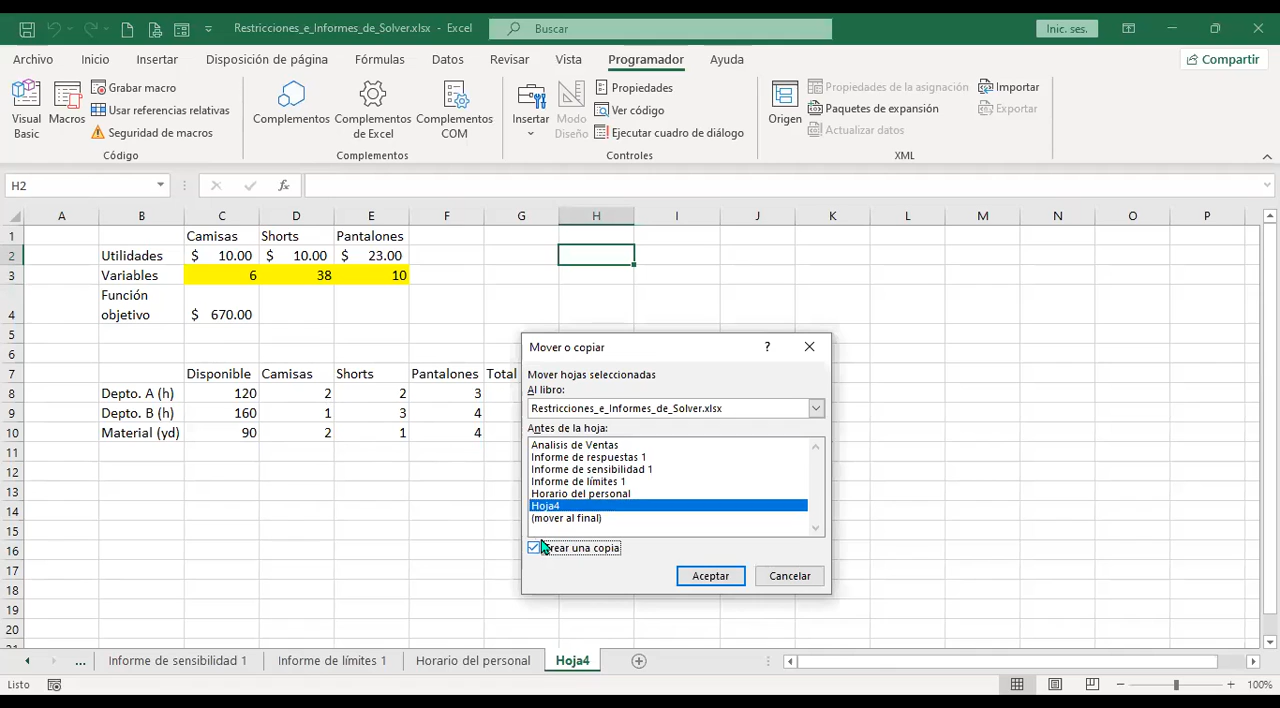 Restricciones_e_Informes_de_Solver.xlsx - Excel
Buscar
Inic. ses.
Archivo Inicio Insertar Disposición de página Fórmulas Datos Revisar Vista Programador Ayuda
Compartir
Visual Basic
Macros
Grabar macro
Usar referencias relativas
Seguridad de macros
Código
Complementos
Complementos de Excel
Complementos COM
Complementos
Insertar
Modo Diseño
Propiedades
Ver código
Ejecutar cuadro de diálogo
Controles
Origen
Propiedades de la asignación
Paquetes de expansión
Actualizar datos
Importar
Exportar
XML
H2
fx
A B C D E F G H I J K L M N O P
1 Camisas Shorts Pantalones
2 Utilidades $ 10.00 $ 10.00 $ 23.00
3 Variables 6 38 10
Función
4 objetivo $ 670.00
5
6
7 Disponible Camisas Shorts Pantalones Total
8 Depto. A (h) 120 2 2 3
9 Depto. B (h) 160 1 3 4
10 Material (yd) 90 2 1 4
11
12
13
14
15
16
17
18
19
20
Mover o copiar ?
Mover hojas seleccionadas
Al libro:
Restricciones_e_Informes_de_Solver.xlsx
Antes de la hoja:
Analisis de Ventas
Informe de respuestas 1
Informe de sensibilidad 1
Informe de límites 1
Horario del personal
Hoja4
(mover al final)
rear una copia
Aceptar Cancelar
... Informe de sensibilidad 1 Informe de límites 1 Horario del personal Hoja4
Listo
100%